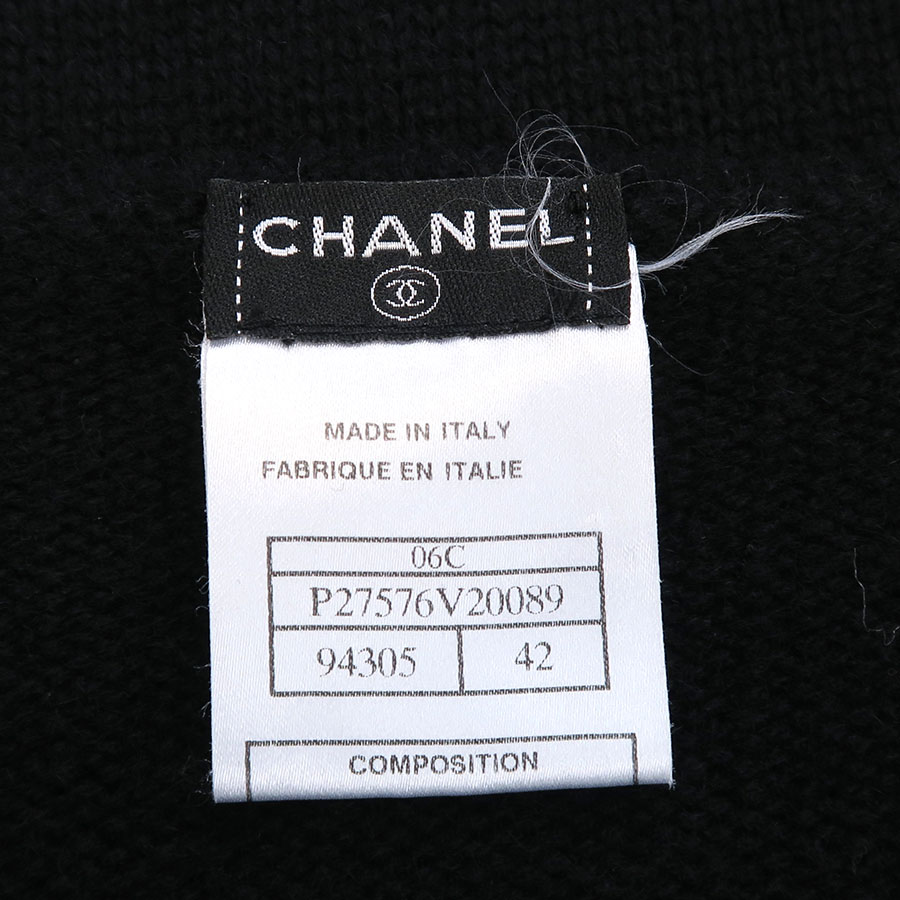 CHANEL
MADE IN ITALY
FABRIQUE EN ITALIE
06C
P27576V20089
94305 42
COMPOSITION